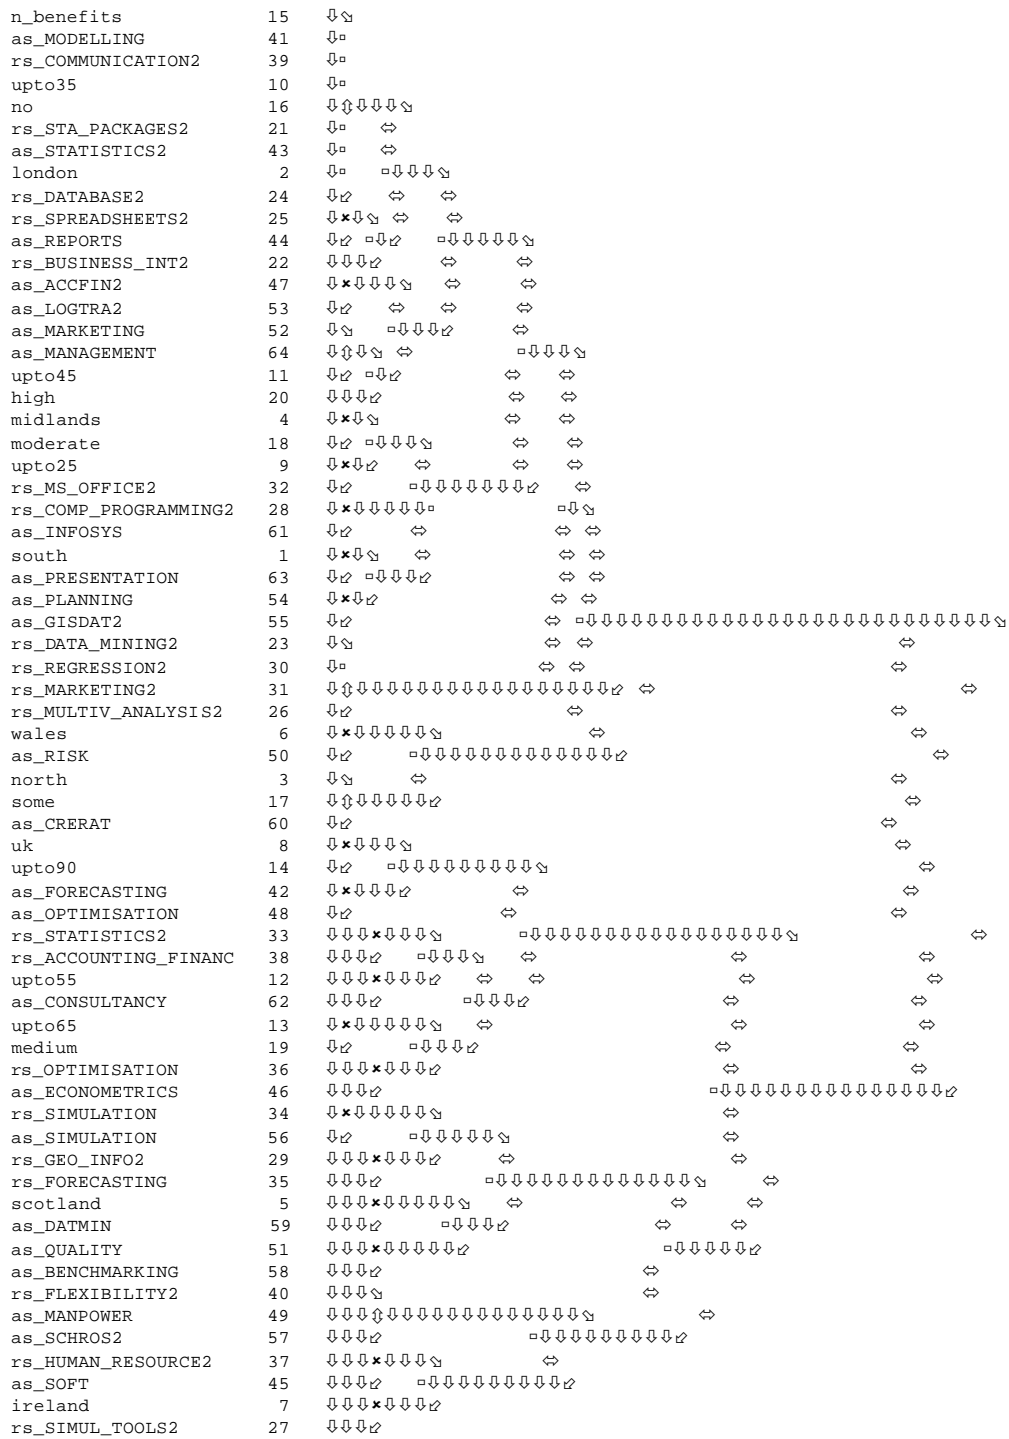 n_benefits 15
as_MODELLING 41
rs_COMMUNICATION2 39
upto35 10
no 16
rs_STA_PACKAGES2 21
as_STATISTICS2 43
london 2
rs_DATABASE2 24
rs_SPREADSHEETS2 25
as_REPORTS 44
rs_BUSINESS_INT2 22
as_ACCFIN2 47
as_LOGTRA2 53
as_MARKETING 52
as_MANAGEMENT 64
upto45 11
high 20
midlands 4
moderate 18
upto25 9
rs_MS_OFFICE2 32
rs_COMP_PROGRAMMING2 28
as_INFOSYS 61
south 1
as_PRESENTATION 63
as_PLANNING 54
as_GISDAT2 55
rs_DATA_MINING2 23
rs_REGRESSION2 30
rs_MARKETING2 31
rs_MULTIV_ANALYSIS2 26
wales 6
as_RISK 50
north 3
some 17
as_CRERAT 60
uk 8
upto90 14
as_FORECASTING 42
as_OPTIMISATION 48
rs_STATISTICS2 33
rs_ACCOUNTING_FINANC 38
upto55 12
as_CONSULTANCY 62
upto65 13
medium 19
rs_OPTIMISATION 36
as_ECONOMETRICS 46
rs_SIMULATION 34
as_SIMULATION 56
rs_GEO_INFO2 29
rs_FORECASTING 35
scotland 5
as_DATMIN 59
as_QUALITY 51
as_BENCHMARKING 58
rs_FLEXIBILITY2 40
as_MANPOWER 49
as_SCHROS2 57
rs_HUMAN_RESOURCE2 37
as_SOFT 45
ireland 7
rs_SIMUL_TOOLS2 27